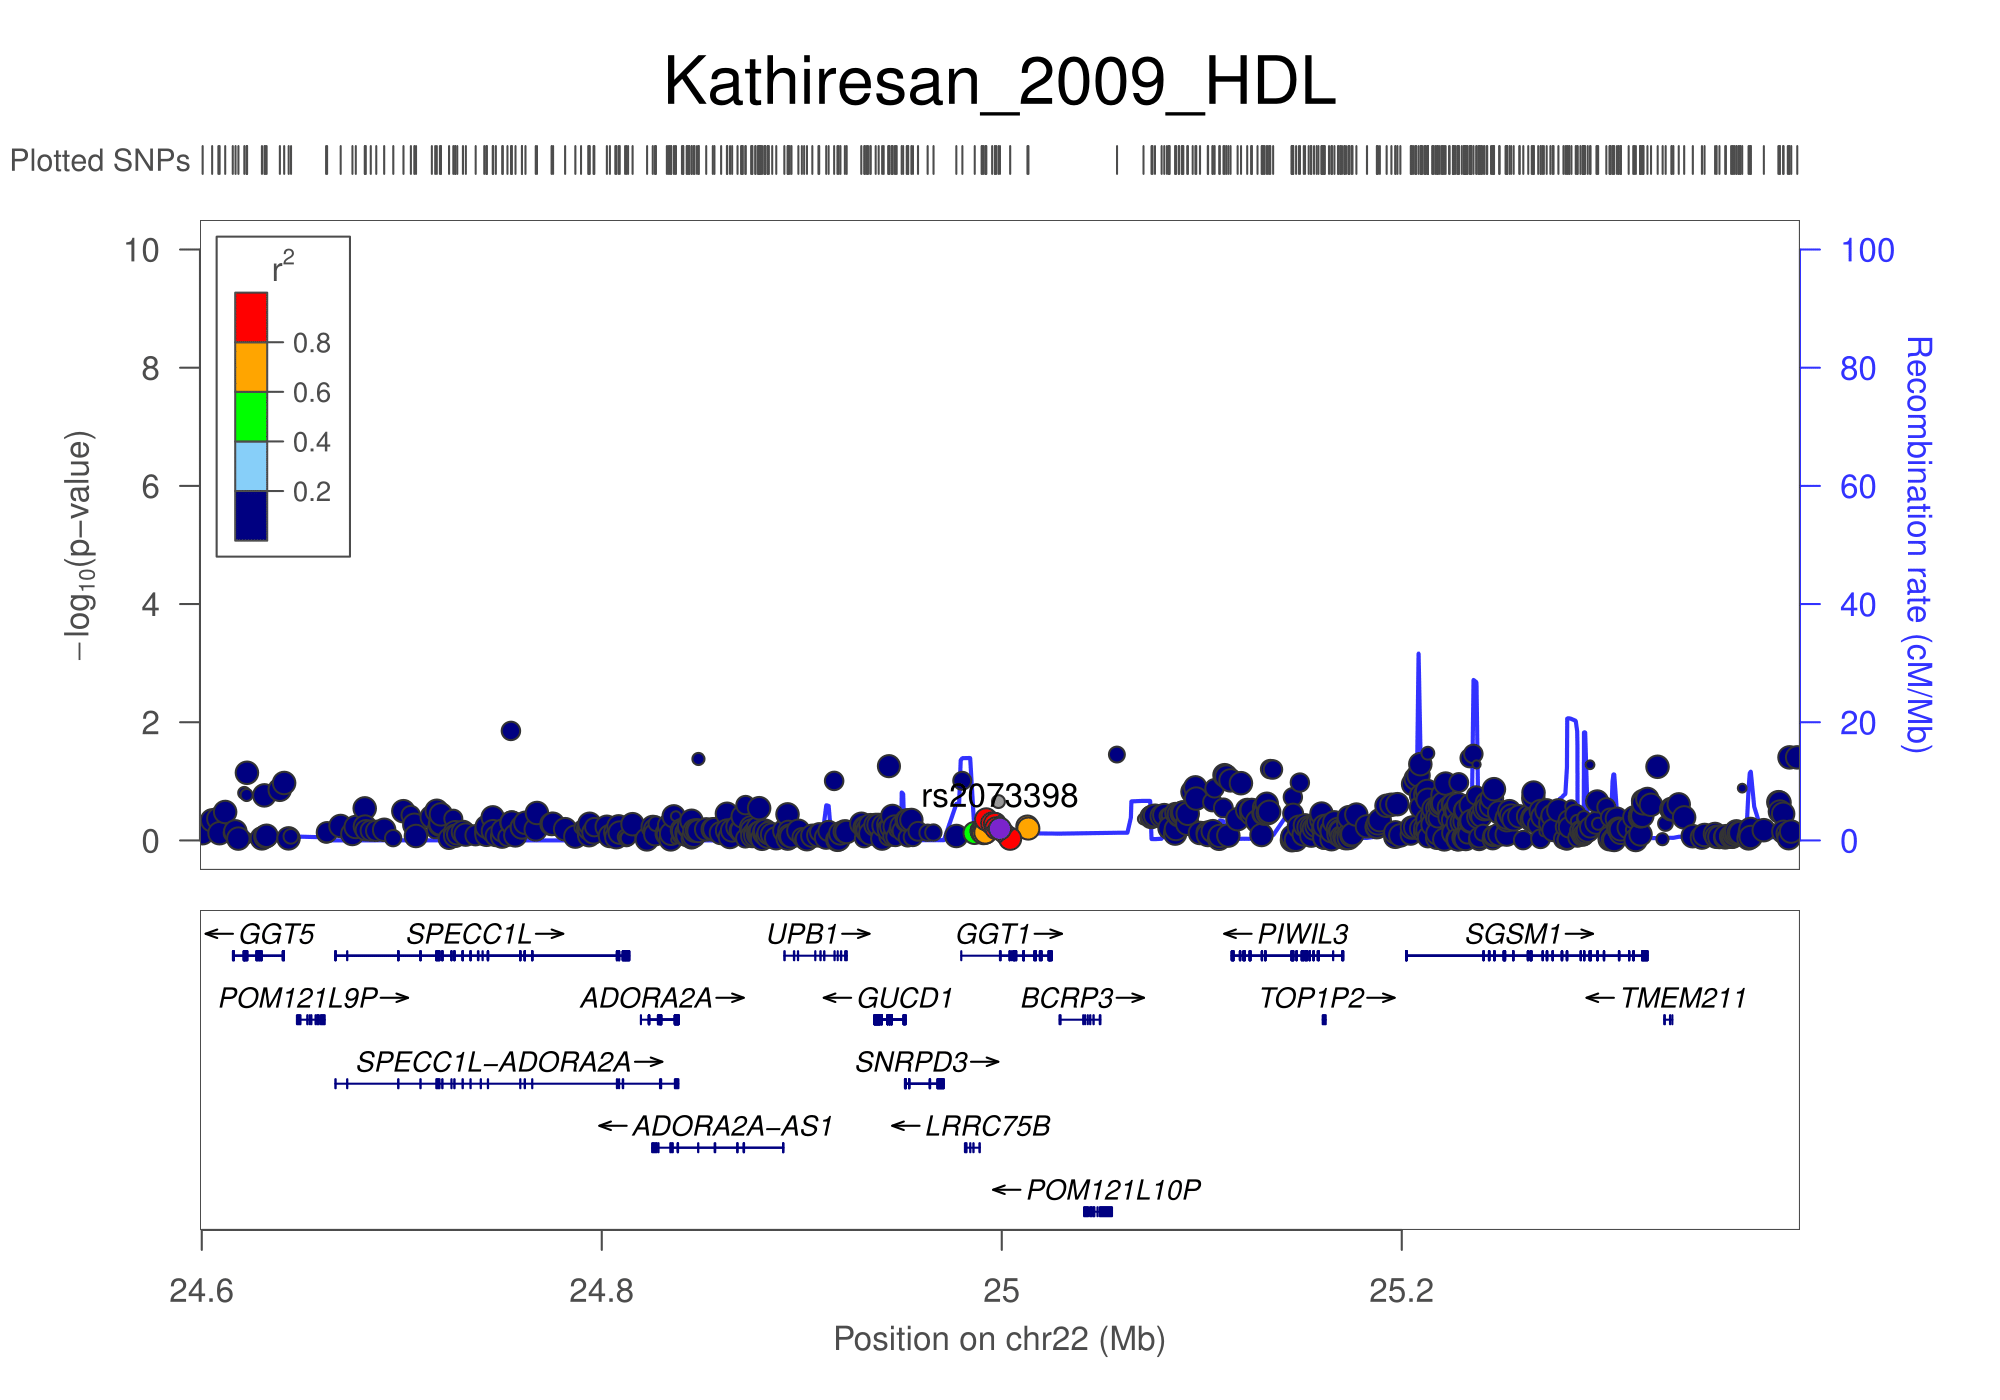 Kathiresan_2009_HDL
Plotted SNPs
10
8
6
4
2
0
−log10(p−value)
r2
0.8
0.6
0.4
0.2
rs2073398
100
80
60
40
20
0
Recombination rate (cM/Mb)
←GGT5 SPECC1L→ UPB1→ GGT1→ ←PIWIL3 SGSM1→
POM121L9P→ ADORA2A→ ←GUCD1 BCRP3→ TOP1P2→ ←TMEM211
SPECC1L−ADORA2A→ SNRPD3→
←ADORA2A−AS1 ←LRRC75B
←POM121L10P
24.6 24.8 25 25.2
Position on chr22 (Mb)